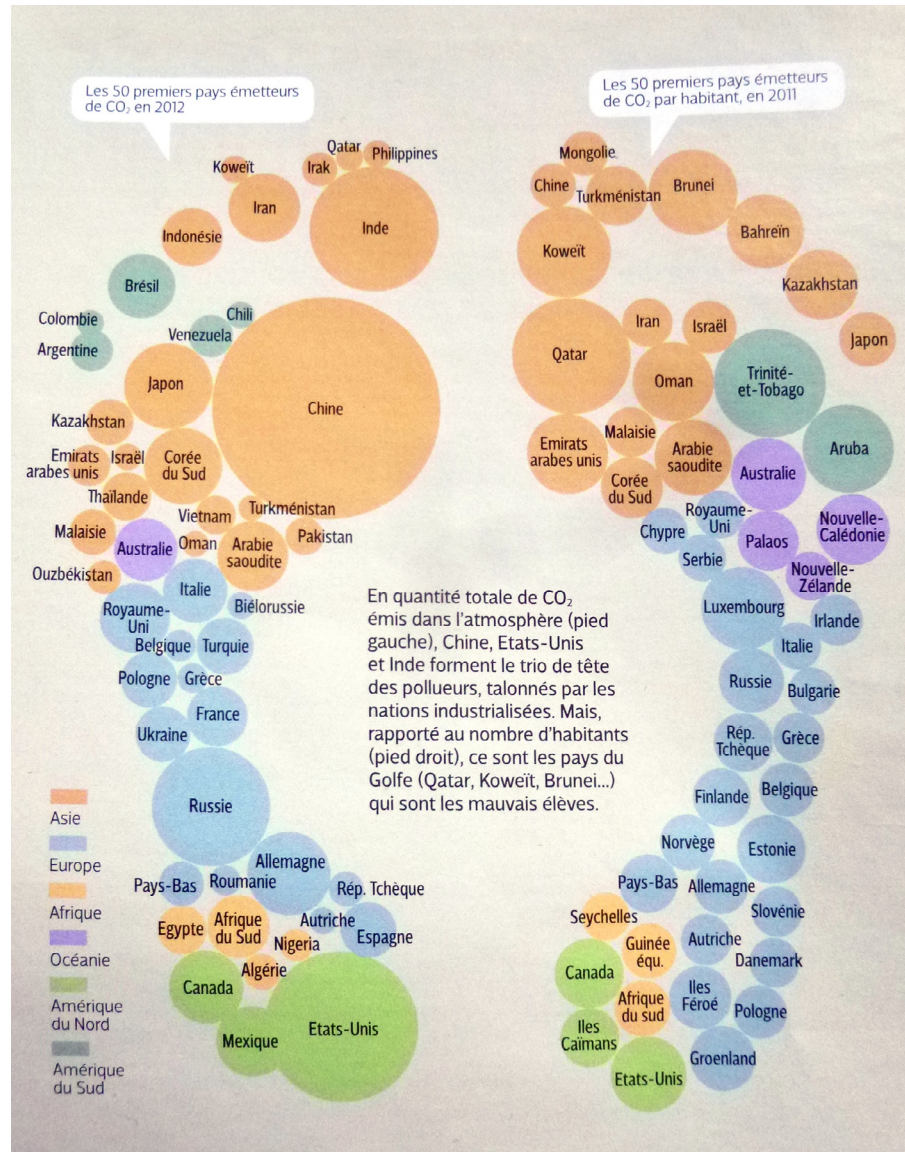 Les 50 premiers pays émetteurs
de CO₂ en 2012
Les 50 premiers pays émetteurs
de CO₂ par habitant, en 2011
Koweït
Qatar
Irak
Philippines
Iran
Inde
Indonésie
Brésil
Colombie
Chili
Venezuela
Argentine
Japon
Chine
Kazakhstan
Emirats
arabes unis
Israël
Corée
du Sud
Thaïlande
Vietnam
Turkménistan
Malaisie
Australie
Oman
Arabie
saoudite
Pakistan
Ouzbékistan
Italie
Biélorussie
Royaume-
Uni
Belgique
Turquie
Pologne
Grèce
France
Ukraine
Russie
Allemagne
Pays-Bas
Roumanie
Rép. Tchèque
Egypte
Afrique
du Sud
Autriche
Nigeria
Espagne
Algérie
Canada
Etats-Unis
Mexique
Mongolie
Chine
Turkménistan
Brunei
Koweït
Bahreïn
Kazakhstan
Japon
Qatar
Iran
Israël
Oman
Trinité-
et-Tobago
Emirats
arabes unis
Malaisie
Arabie
saoudite
Aruba
Corée
du Sud
Australie
Royaume-
Uni
Chypre
Palaos
Nouvelle-
Calédonie
Serbie
Nouvelle-
Zélande
Luxembourg
Irlande
Italie
Russie
Bulgarie
Rép.
Tchèque
Grèce
Finlande
Belgique
Norvège
Estonie
Pays-Bas
Allemagne
Slovénie
Seychelles
Guinée
équ.
Autriche
Danemark
Canada
Afrique
du sud
Iles
Féroé
Pologne
Iles
Caïmans
Groenland
Etats-Unis
En quantité totale de CO₂
émis dans l'atmosphère (pied
gauche), Chine, Etats-Unis
et Inde forment le trio de tête
des pollueurs, talonnés par les
nations industrialisées. Mais,
rapporté au nombre d'habitants
(pied droit), ce sont les pays du
Golfe (Qatar, Koweït, Brunei...)
qui sont les mauvais élèves.
Asie
Europe
Afrique
Océanie
Amérique
du Nord
Amérique
du Sud